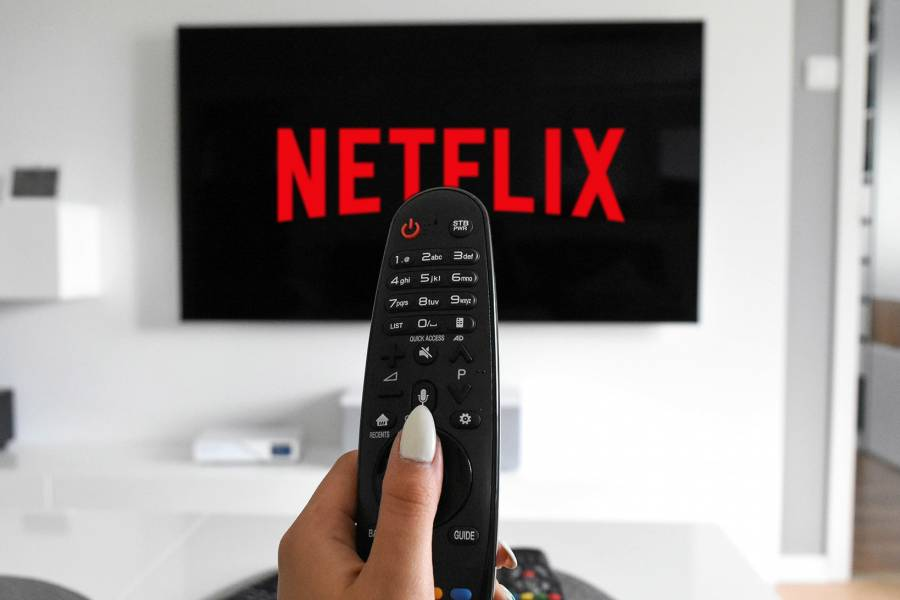 NETFLIX
STB PWR
1.@ 2abc 3def
4ghi 5jkl 6mno
7pqrs 8tuv 9wxyz
LIST 0/⎵
QUICK ACCESS AD
P
RECENTS
GUIDE